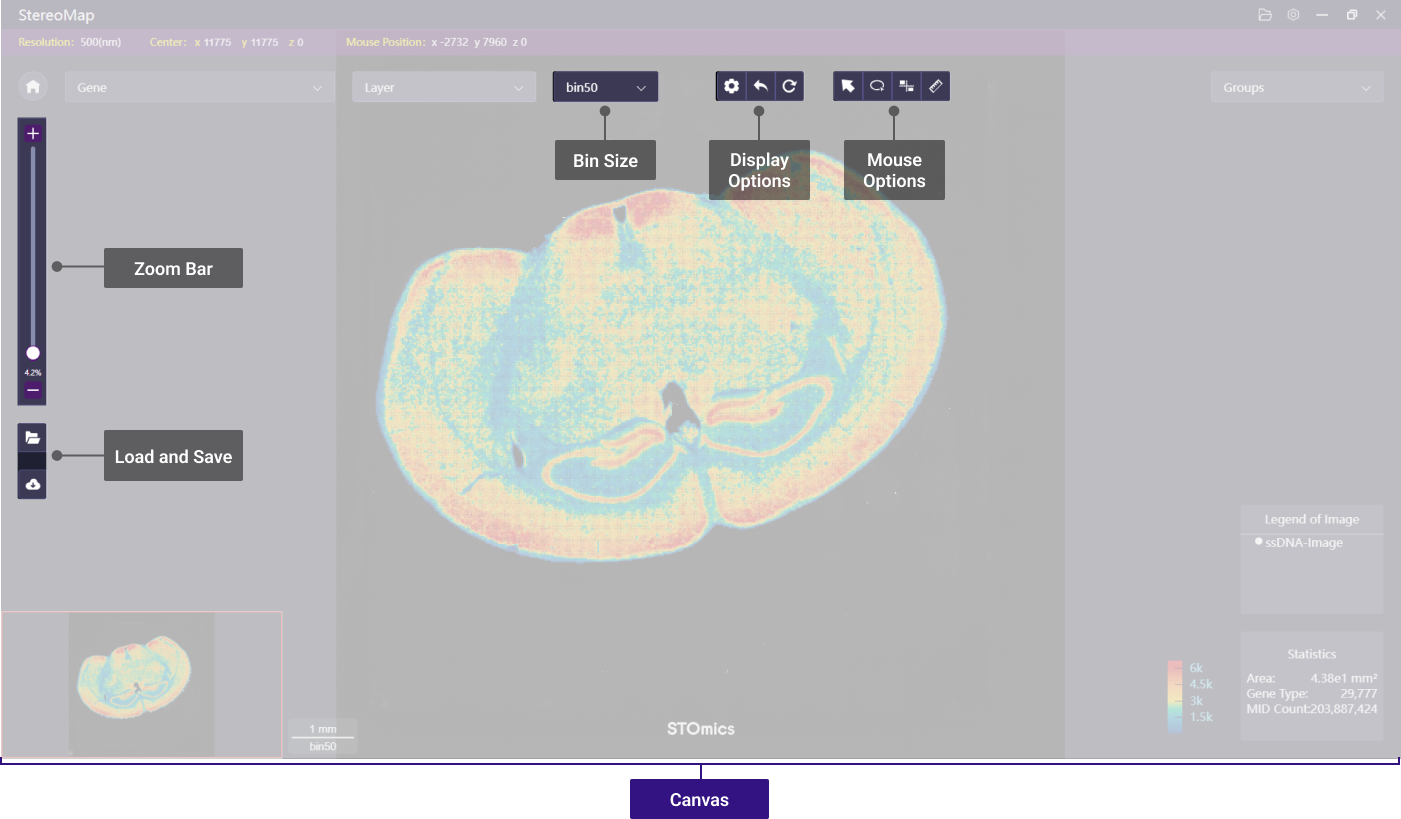 StereoMap
Resolution: 500(nm) Center: x 11775 y 11775 z 0 Mouse Position: x -2732 y 7960 z 0
Gene Layer bin50 Groups
Bin Size
Display
Options
Mouse
Options
Zoom Bar
4.2%
Load and Save
Legend of Image
ssDNA-Image
Statistics
Area: 4.38e1 mm²
Gene Type: 29,777
MID Count:203,887,424
6k
4.5k
3k
1.5k
1 mm
bin50
STOmics
Canvas